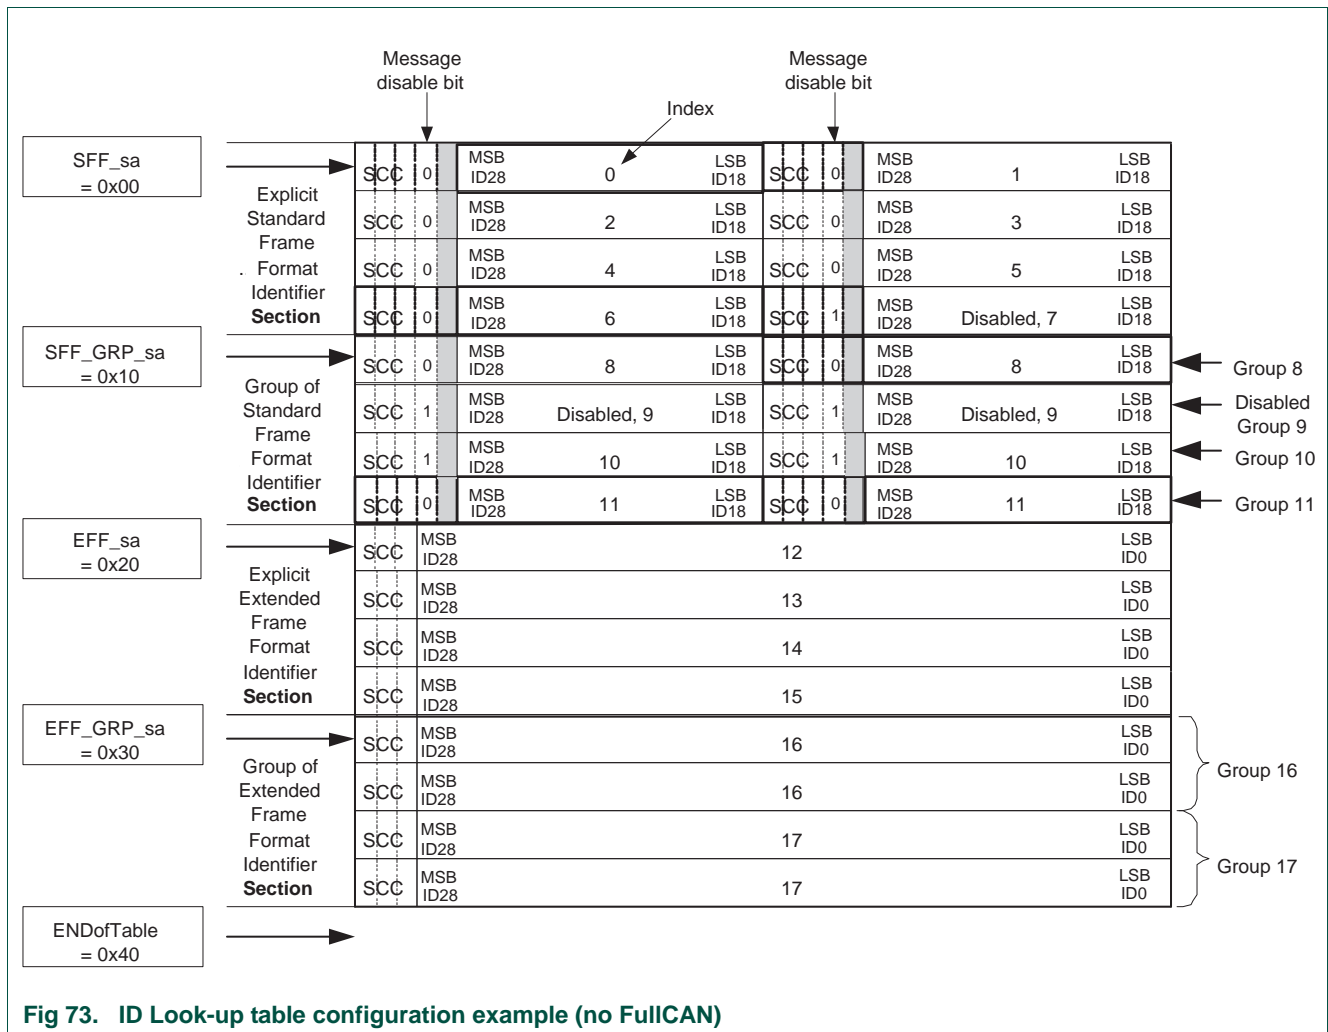 Message
disable bit
Message
disable bit
Index
SFF_sa
= 0x00
Explicit
Standard
Frame
. Format
Identifier
Section
SCC 0 MSB ID28 0 LSB ID18 SCC 0 MSB ID28 1 LSB ID18
SCC 0 MSB ID28 2 LSB ID18 SCC 0 MSB ID28 3 LSB ID18
SCC 0 MSB ID28 4 LSB ID18 SCC 0 MSB ID28 5 LSB ID18
SCC 0 MSB ID28 6 LSB ID18 SCC 1 MSB ID28 Disabled, 7 LSB ID18
SFF_GRP_sa
= 0x10
Group of
Standard
Frame
Format
Identifier
Section
SCC 0 MSB ID28 8 LSB ID18 SCC 0 MSB ID28 8 LSB ID18 Group 8
SCC 1 MSB ID28 Disabled, 9 LSB ID18 SCC 1 MSB ID28 Disabled, 9 LSB ID18 Disabled
Group 9
SCC 1 MSB ID28 10 LSB ID18 SCC 1 MSB ID28 10 LSB ID18 Group 10
SCC 0 MSB ID28 11 LSB ID18 SCC 0 MSB ID28 11 LSB ID18 Group 11
EFF_sa
= 0x20
Explicit
Extended
Frame
Format
Identifier
Section
SCC MSB ID28 12 LSB ID0
SCC MSB ID28 13 LSB ID0
SCC MSB ID28 14 LSB ID0
SCC MSB ID28 15 LSB ID0
EFF_GRP_sa
= 0x30
Group of
Extended
Frame
Format
Identifier
Section
SCC MSB ID28 16 LSB ID0
SCC MSB ID28 16 LSB ID0
Group 16
SCC MSB ID28 17 LSB ID0
SCC MSB ID28 17 LSB ID0
Group 17
ENDofTable
= 0x40
Fig 73. ID Look-up table configuration example (no FullCAN)